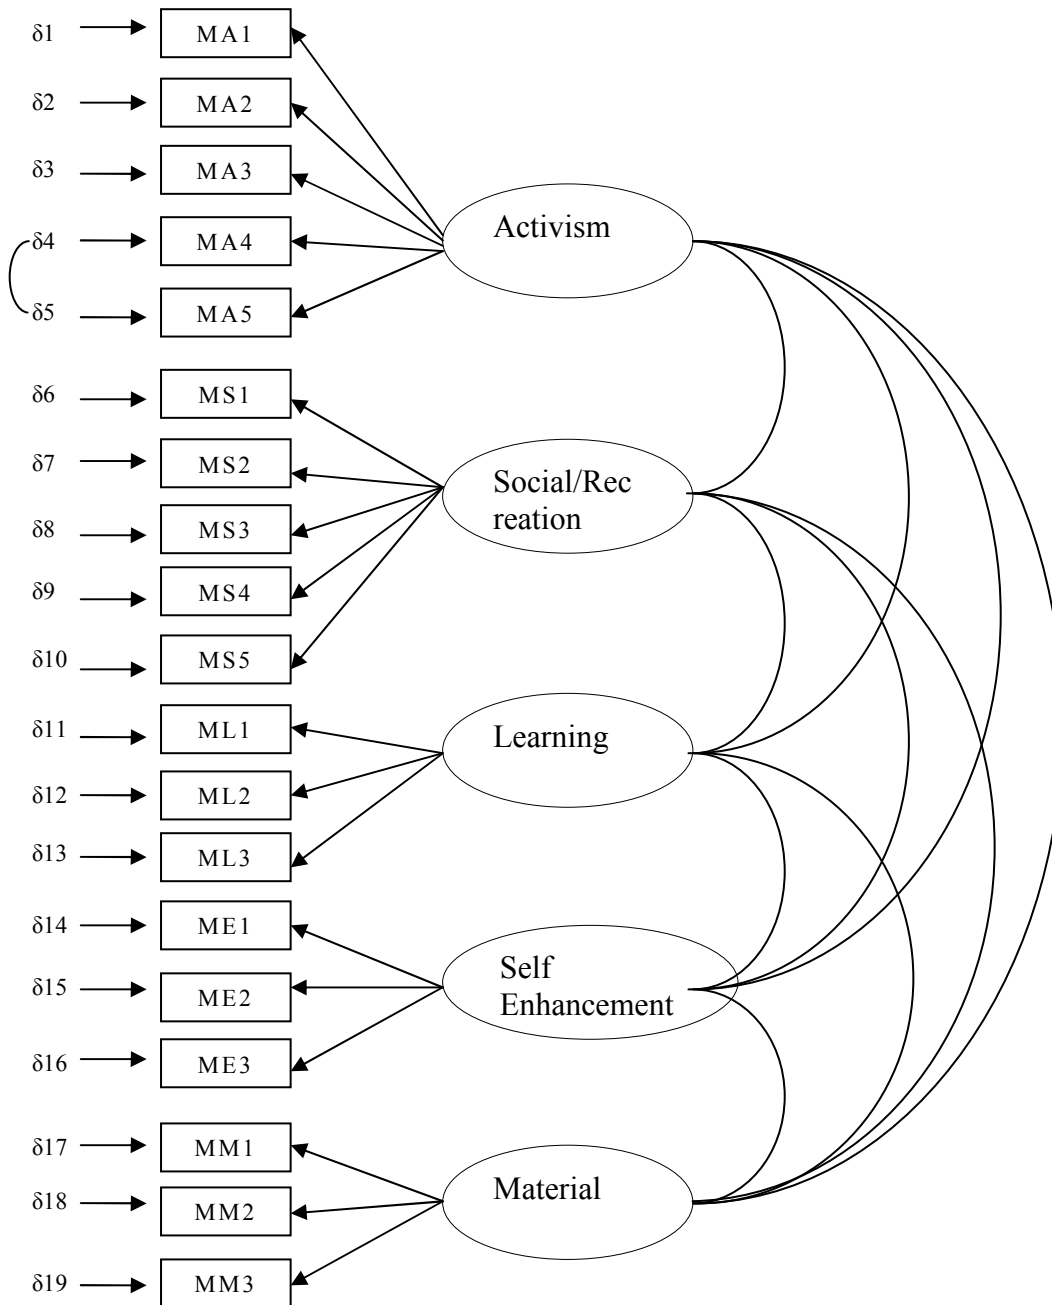 δ1 MA1
δ2 MA2
δ3 MA3
Activism
δ4 MA4
δ5 MA5
δ6 MS1
δ7 MS2
Social/Rec
reation
δ8 MS3
δ9 MS4
δ10 MS5
δ11 ML1
Learning
δ12 ML2
δ13 ML3
δ14 ME1
Self
Enhancement
δ15 ME2
δ16 ME3
δ17 MM1
Material
δ18 MM2
δ19 MM3